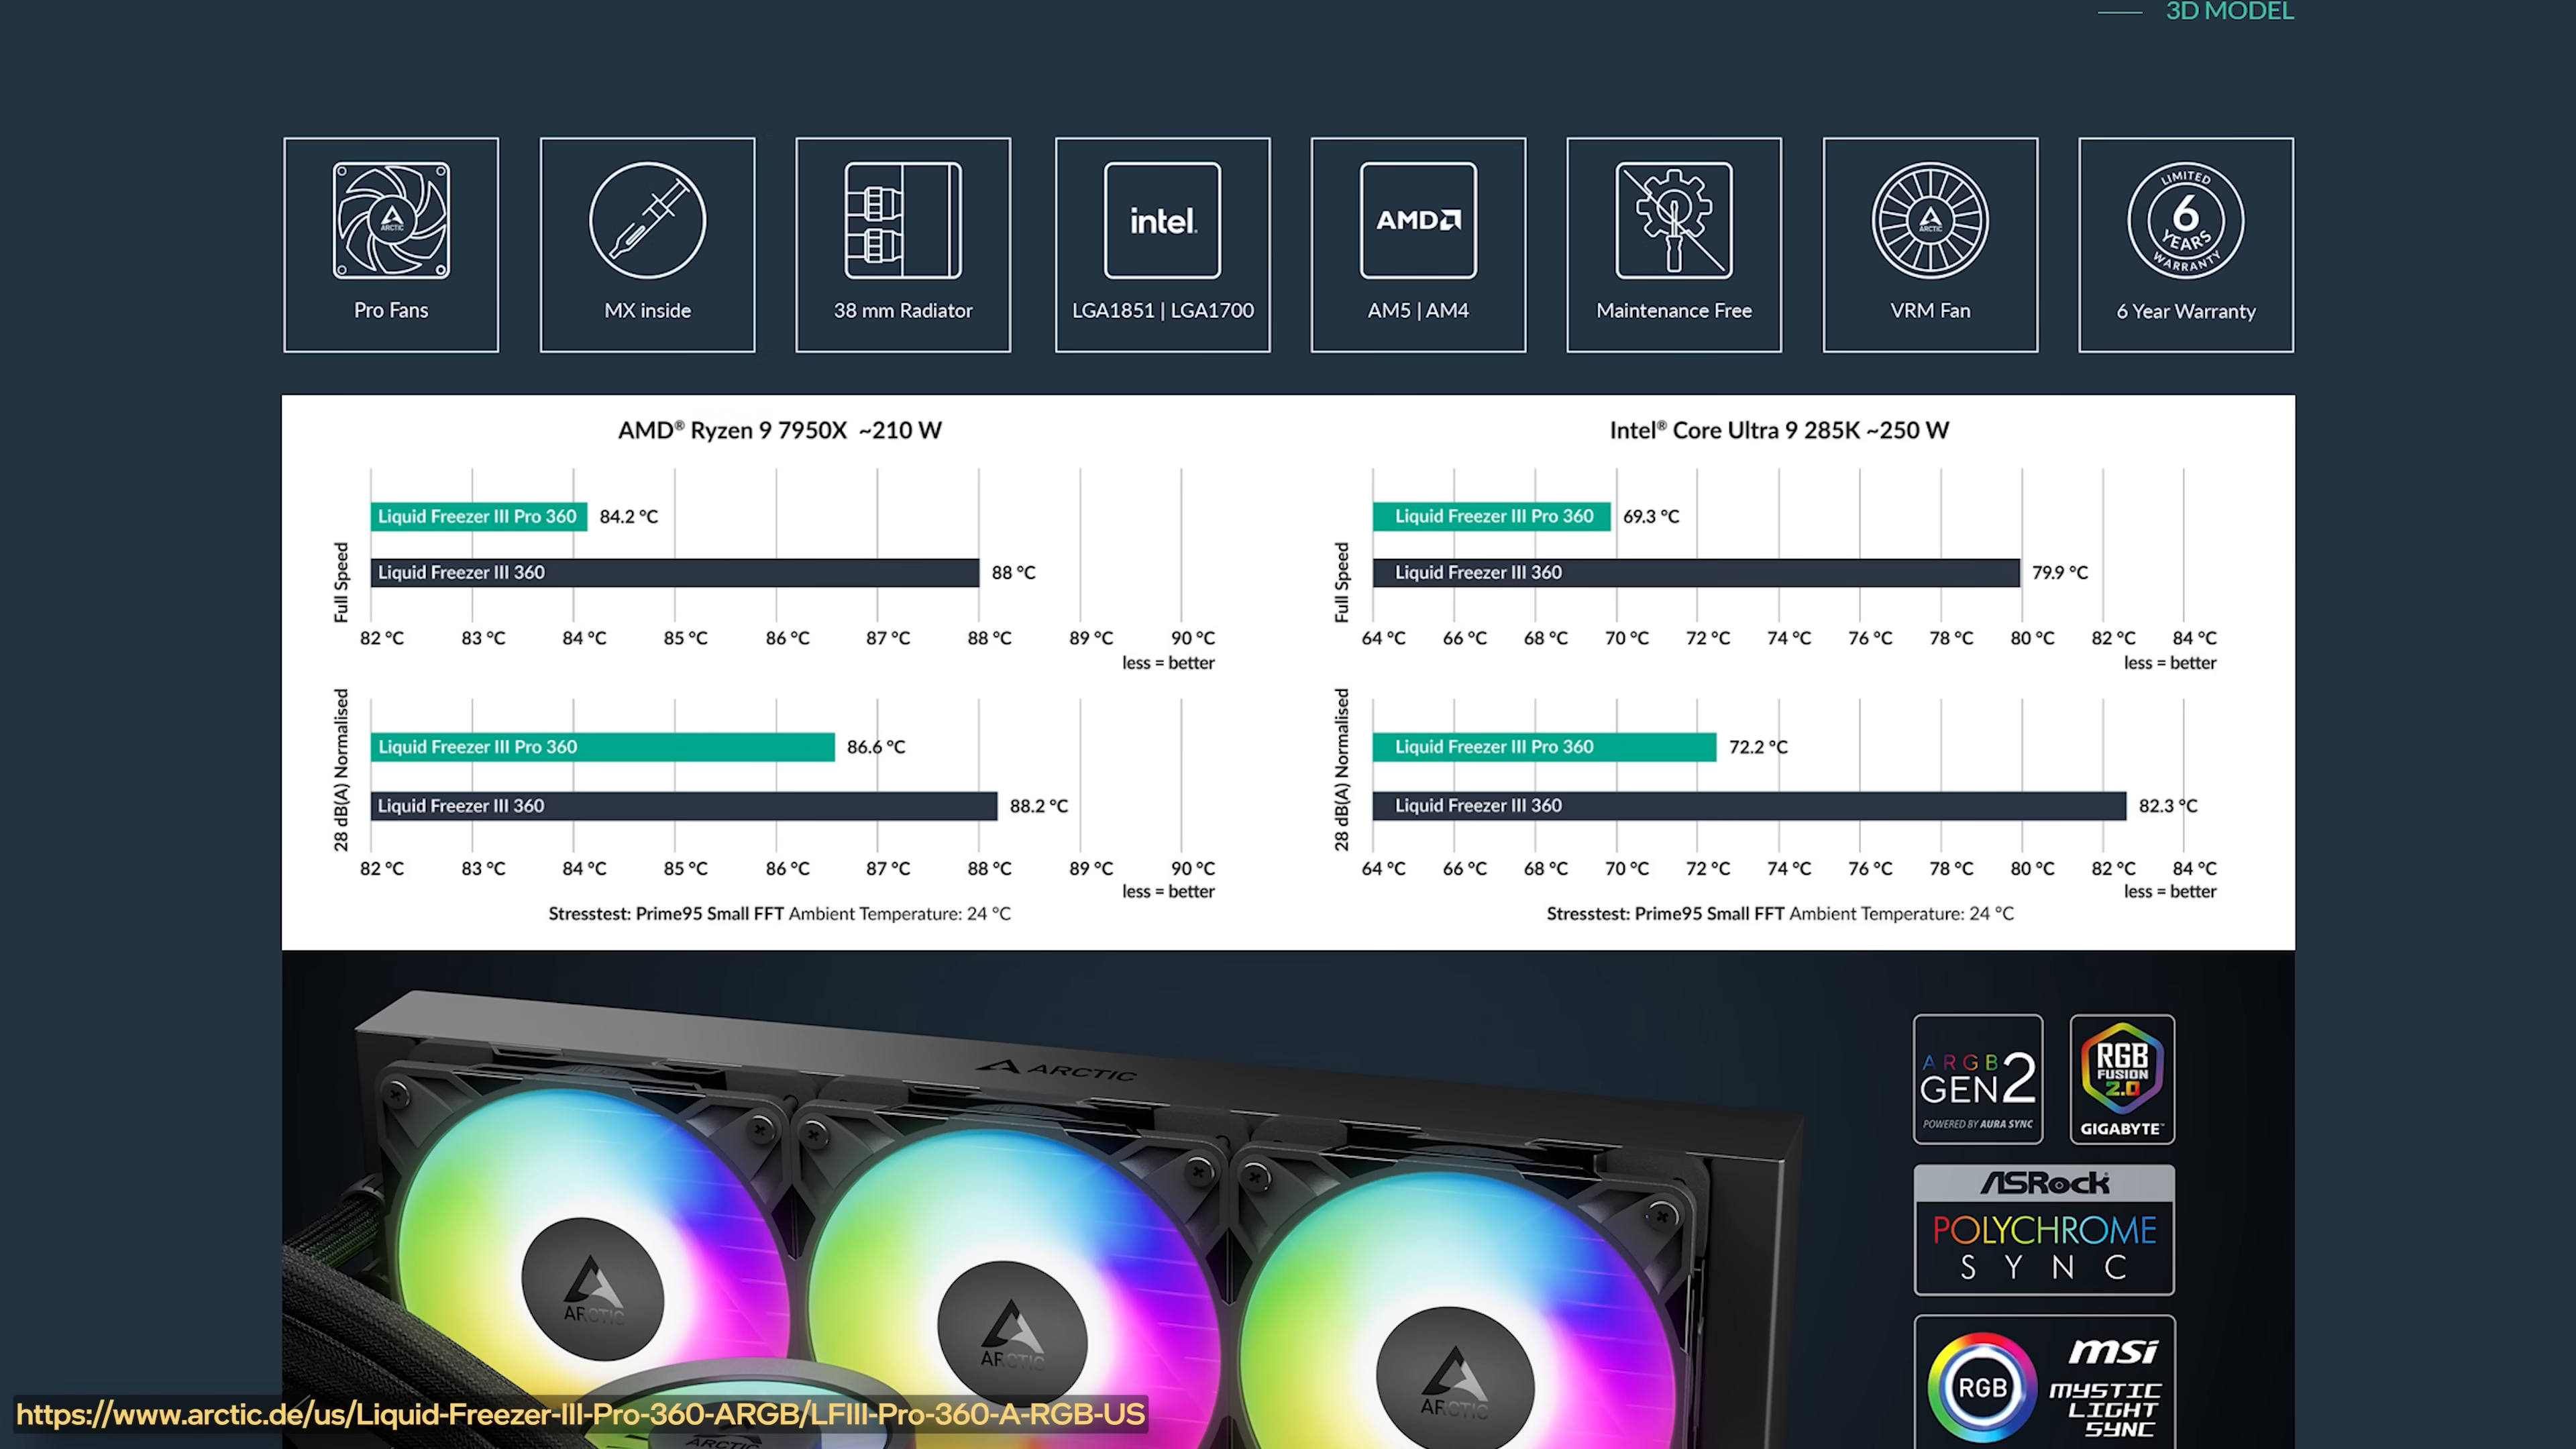 3D MODEL
ARCTIC
intel.
AMD
ARCTIC
LIMITED
6
YEARS
WARRANTY
Pro Fans
MX inside
38 mm Radiator
LGA1851 | LGA1700
AM5 | AM4
Maintenance Free
VRM Fan
6 Year Warranty
AMD® Ryzen 9 7950X ~210 W
Full Speed
Liquid Freezer III Pro 360 84.2 °C
Liquid Freezer III 360 88 °C
82 °C 83 °C 84 °C 85 °C 86 °C 87 °C 88 °C 89 °C 90 °C
less = better
28 dB(A) Normalised
Liquid Freezer III Pro 360 86.6 °C
Liquid Freezer III 360 88.2 °C
82 °C 83 °C 84 °C 85 °C 86 °C 87 °C 88 °C 89 °C 90 °C
less = better
Stresstest: Prime95 Small FFT Ambient Temperature: 24 °C
Intel® Core Ultra 9 285K ~250 W
Full Speed
Liquid Freezer III Pro 360 69.3 °C
Liquid Freezer III 360 79.9 °C
64 °C 66 °C 68 °C 70 °C 72 °C 74 °C 76 °C 78 °C 80 °C 82 °C 84 °C
less = better
28 dB(A) Normalised
Liquid Freezer III Pro 360 72.2 °C
Liquid Freezer III 360 82.3 °C
64 °C 66 °C 68 °C 70 °C 72 °C 74 °C 76 °C 78 °C 80 °C 82 °C 84 °C
less = better
Stresstest: Prime95 Small FFT Ambient Temperature: 24 °C
ARCTIC
ARCTIC
ARCTIC
ARCTIC
ARCTIC
ARGB
GEN2
POWERED BY AURA SYNC
RGB
FUSION
2.0
GIGABYTE™
ASRock
POLYCHROME
SYNC
RGB
msi
MYSTIC
LIGHT
SYNC
https://www.arctic.de/us/Liquid-Freezer-III-Pro-360-ARGB/LFIII-Pro-360-A-RGB-US